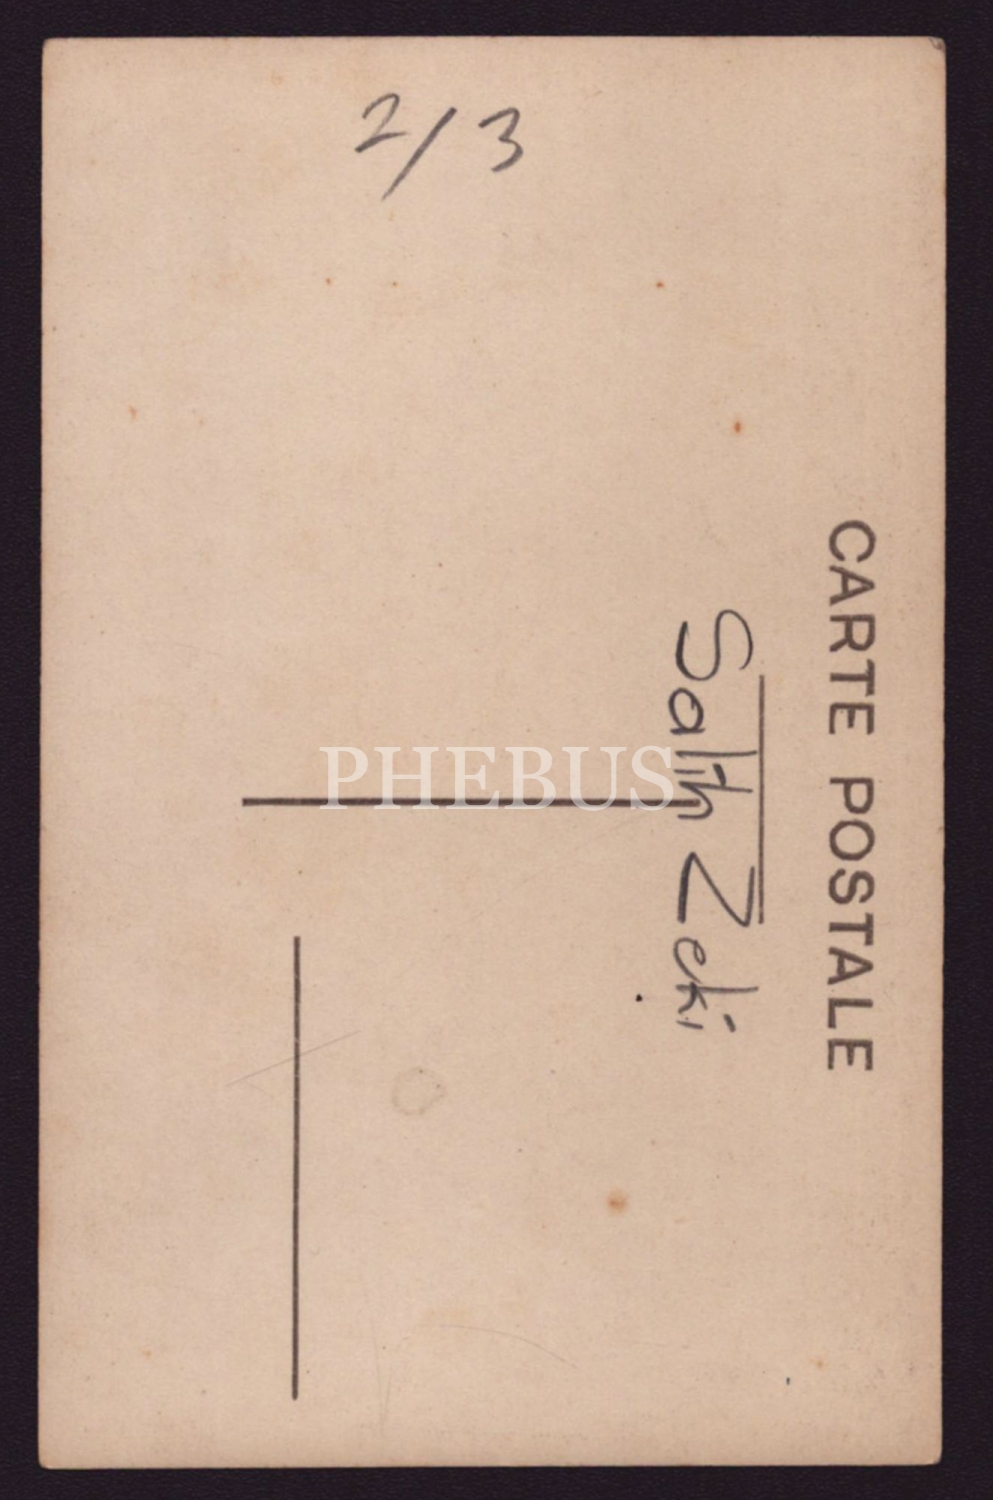 2/3
CARTE POSTALE
Salih Zeki
PHEBUS